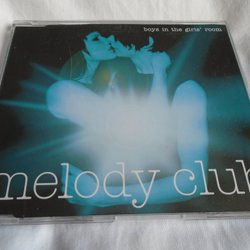 boys in the girls' room
melody club